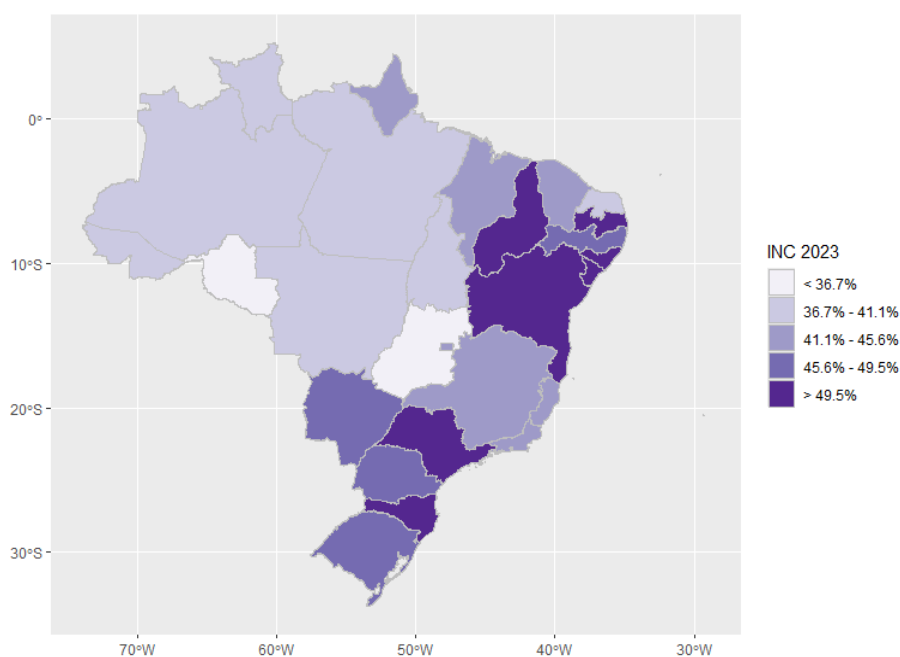 0°
10°S
20°S
30°S
70°W
60°W
50°W
40°W
30°W
INC 2023
< 36.7%
36.7% - 41.1%
41.1% - 45.6%
45.6% - 49.5%
> 49.5%